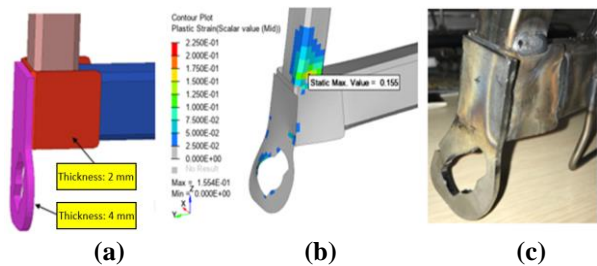 Thickness: 2 mm
Thickness: 4 mm
(a)
Contour Plot
Plastic Strain(Scalar value (Mid))
2.250E-01
2.000E-01
1.750E-01
1.500E-01
1.250E-01
1.000E-01
7.500E-02
5.000E-02
2.500E-02
0.000E+00
No Result
Max = 1.554E-01
Min = 0.000E+00
X
Z
Y
Static Max. Value = 0.155
(b)
(c)